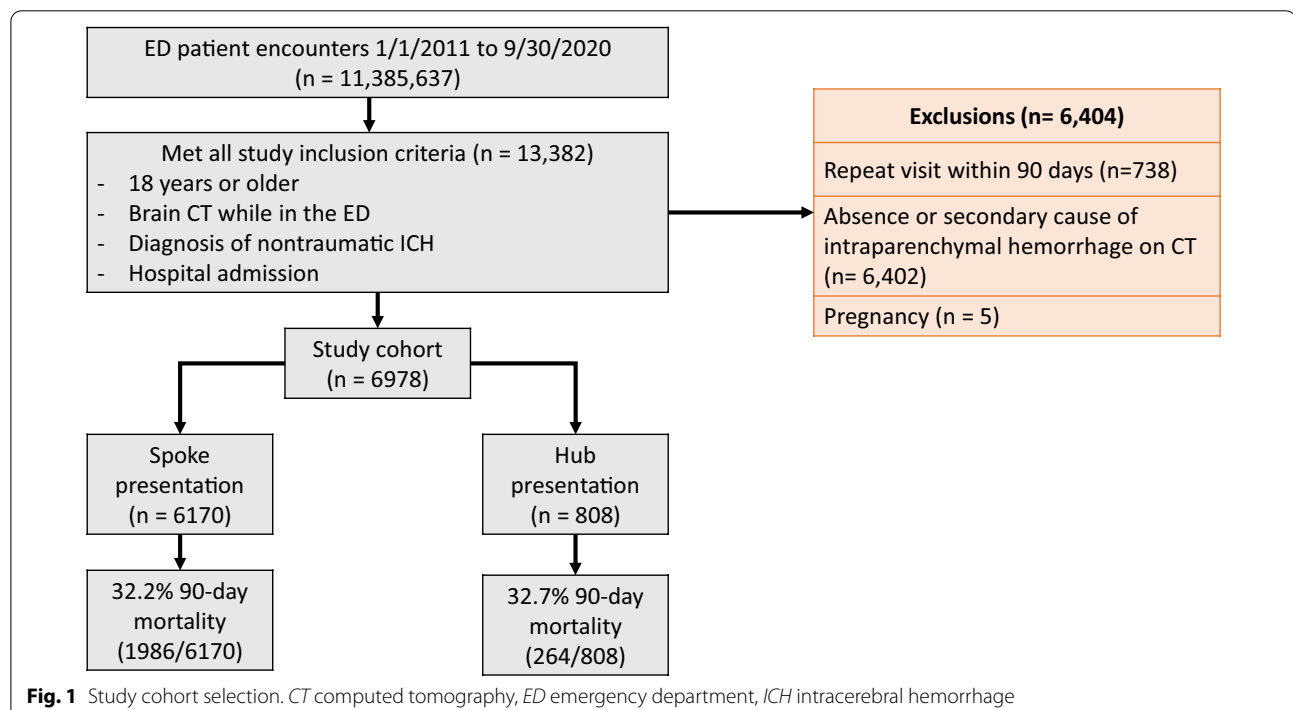 ED patient encounters 1/1/2011 to 9/30/2020
(n = 11,385,637)
Met all study inclusion criteria (n = 13,382)
- 18 years or older
- Brain CT while in the ED
- Diagnosis of nontraumatic ICH
- Hospital admission
Exclusions (n= 6,404)
Repeat visit within 90 days (n=738)
Absence or secondary cause of
intraparenchymal hemorrhage on CT
(n= 6,402)
Pregnancy (n = 5)
Study cohort
(n = 6978)
Spoke
presentation
(n = 6170)
Hub
presentation
(n = 808)
32.2% 90-day
mortality
(1986/6170)
32.7% 90-day
mortality
(264/808)
Fig. 1 Study cohort selection. CT computed tomography, ED emergency department, ICH intracerebral hemorrhage